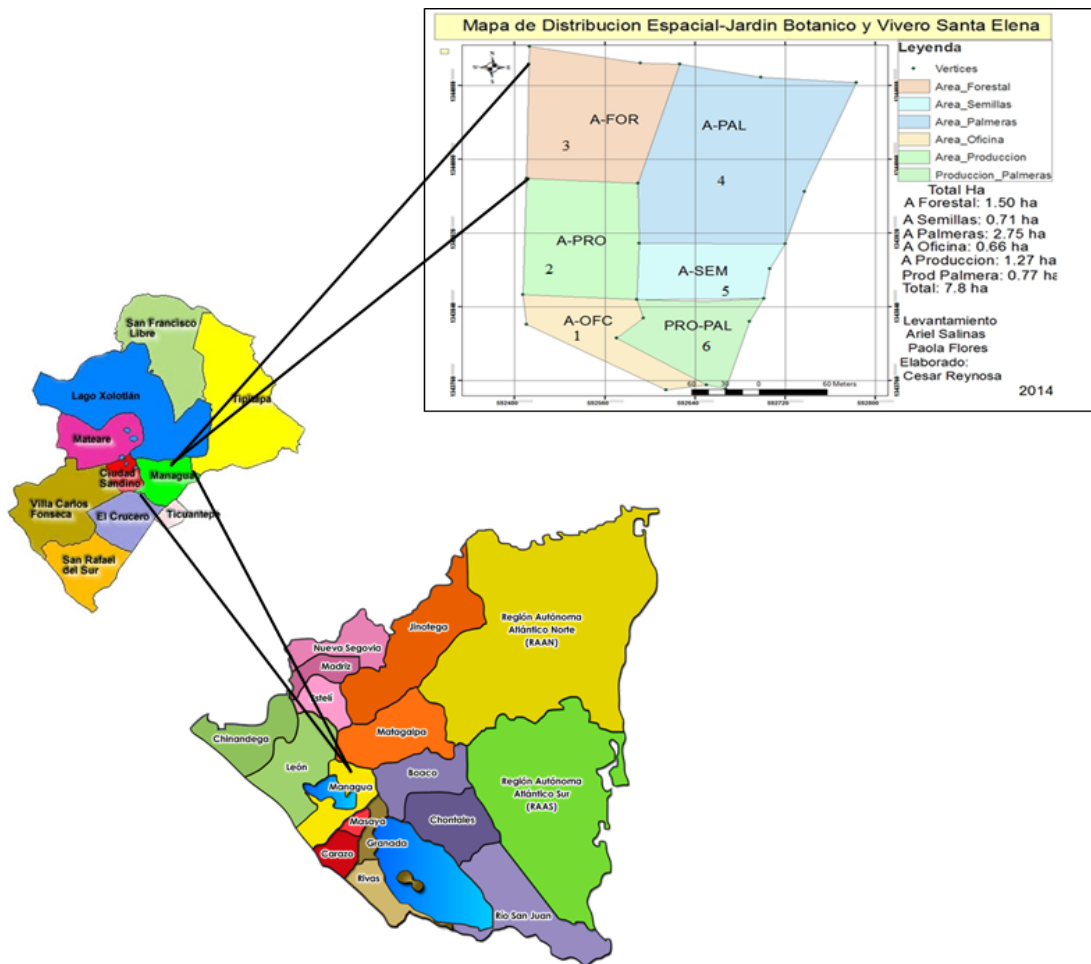 Mapa de Distribucion Espacial-Jardin Botanico y Vivero Santa Elena
Leyenda
Vertices
Area_Forestal
Area_Semillas
Area_Palmeras
Area_Oficina
Area_Produccion
Produccion_Palmeras
Total Ha
A Forestal: 1.50 ha
A Semillas: 0.71 ha
A Palmeras: 2.75 ha
A Oficina: 0.66 ha
A Produccion: 1.27 ha
Prod Palmera: 0.77 ha
Total: 7.8 ha
Levantamiento
Ariel Salinas
Paola Flores
Elaborado:
Cesar Reynosa
2014
A-FOR
3
A-PAL
4
A-PRO
2
A-SEM
5
A-OFC
1
PRO-PAL
6
60 30 0 60 Meters
592640
592720
San Francisco
Libre
Tipitapa
Lago Xolotlán
Mateare
Ciudad
Sandino
Managua
Villa Carlos
Fonseca
El Crucero
Ticuantepe
San Rafael
del Sur
Región Autónoma
Atlántico Norte
(RAAN)
Jinotega
Nueva Segovia
Madriz
Estelí
Chinandega
Matagalpa
León
Boaco
Managua
Región Autónoma
Atlántico Sur
(RAAS)
Chontales
Masaya
Granada
Carazo
Rivas
Río San Juan